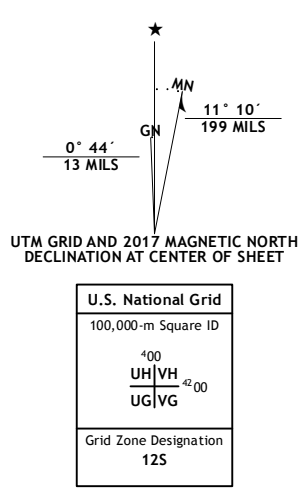 MN
GN
11° 10´
199 MILS
0° 44´
13 MILS
UTM GRID AND 2017 MAGNETIC NORTH
DECLINATION AT CENTER OF SHEET
U.S. National Grid
100,000-m Square ID
⁴00
UH VH
⁴²00
UG VG
Grid Zone Designation
12S